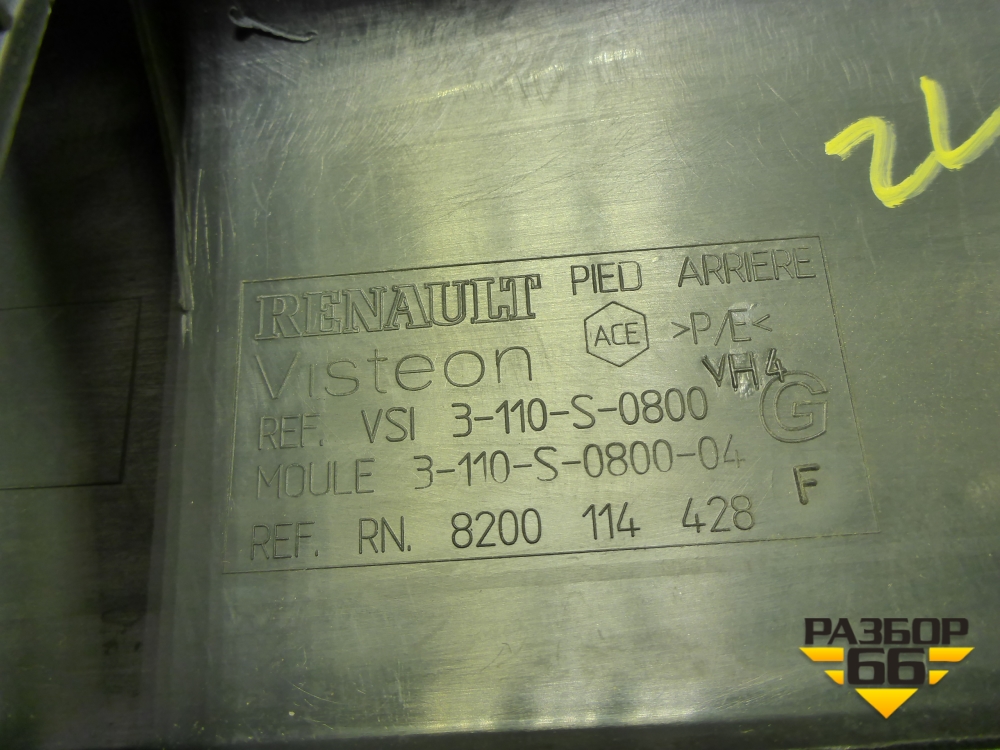 RENAULT PIED ARRIERE
Visteon ACE >P/E<
VH4
REF. VSI 3-110-S-0800 G
MOULE 3-110-S-0800-04
F
REF. RN. 8200 114 428
РАЗБОР
66